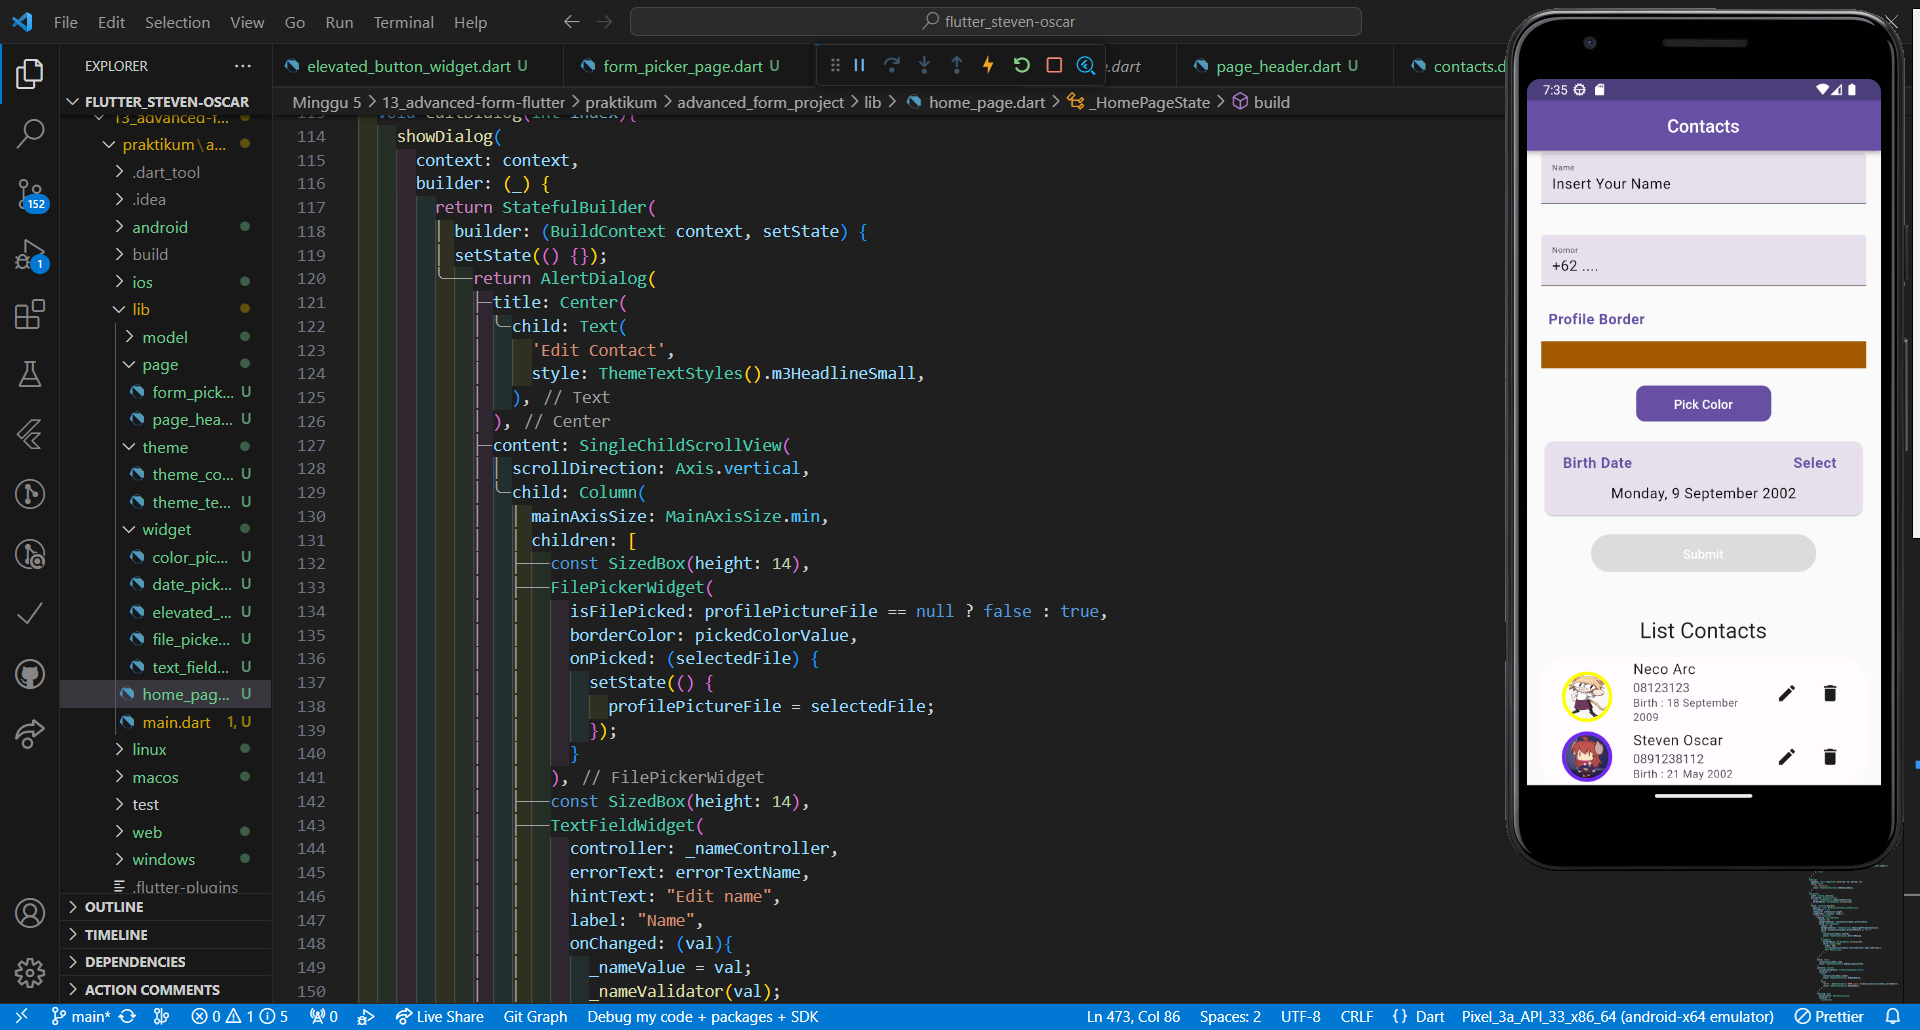 File Edit Selection View Go Run Terminal Help
flutter_steven-oscar
EXPLORER
elevated_button_widget.dart U
form_picker_page.dart U
e.dart
page_header.dart U
contacts.d
FLUTTER_STEVEN-OSCAR
Minggu 5 > 13_advanced-form-flutter > praktikum > advanced_form_project > lib > home_page.dart > _HomePageState > build
13_advanced-f...
praktikum\a...
.dart_tool
.idea
android
build
ios
lib
model
page
form_pick... U
page_hea... U
theme
theme_co... U
theme_te... U
widget
color_pic... U
date_pick... U
elevated_... U
file_picke... U
text_field... U
home_pag... U
main.dart 1, U
linux
macos
test
web
windows
.flutter-plugins
OUTLINE
TIMELINE
DEPENDENCIES
ACTION COMMENTS
152
1
113 void editDialog(int index){
114 showDialog(
115 context: context,
116 builder: (_) {
117 return StatefulBuilder(
118 builder: (BuildContext context, setState) {
119 setState(() {});
120 return AlertDialog(
121 title: Center(
122 child: Text(
123 'Edit Contact',
124 style: ThemeTextStyles().m3HeadlineSmall,
125 ), // Text
126 ), // Center
127 content: SingleChildScrollView(
128 scrollDirection: Axis.vertical,
129 child: Column(
130 mainAxisSize: MainAxisSize.min,
131 children: [
132 const SizedBox(height: 14),
133 FilePickerWidget(
134 isFilePicked: profilePictureFile == null ? false : true,
135 borderColor: pickedColorValue,
136 onPicked: (selectedFile) {
137 setState(() {
138 profilePictureFile = selectedFile;
139 });
140 }
141 ), // FilePickerWidget
142 const SizedBox(height: 14),
143 TextFieldWidget(
144 controller: _nameController,
145 errorText: errorTextName,
146 hintText: "Edit name",
147 label: "Name",
148 onChanged: (val){
149 _nameValue = val;
150 _nameValidator(val);
7:35
Contacts
Name
Insert Your Name
Nomor
+62 ....
Profile Border
Pick Color
Birth Date Select
Monday, 9 September 2002
Submit
List Contacts
Neco Arc
08123123
Birth : 18 September
2009
Steven Oscar
0891238112
Birth : 21 May 2002
main* 0 1 5 0 Live Share Git Graph Debug my code + packages + SDK Ln 473, Col 86 Spaces: 2 UTF-8 CRLF {} Dart Pixel_3a_API_33_x86_64 (android-x64 emulator) Prettier